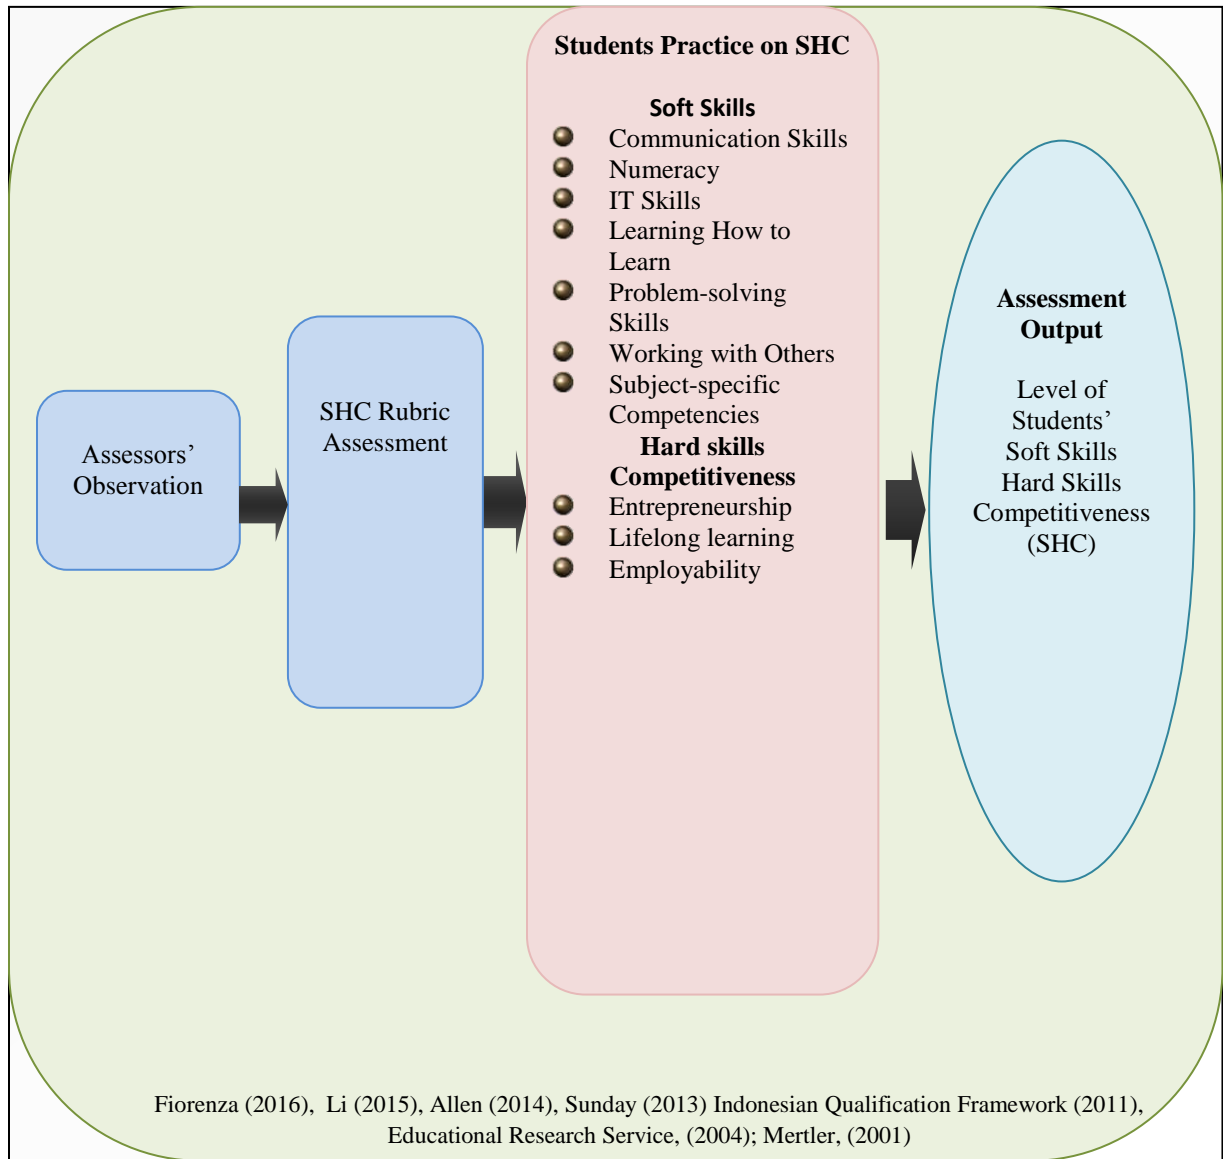 Students Practice on SHC
Soft Skills
Communication Skills
Numeracy
IT Skills
Learning How to
Learn
Problem-solving
Skills
Working with Others
Subject-specific
Competencies
Hard skills
Competitiveness
Entrepreneurship
Lifelong learning
Employability
Assessors’
Observation
SHC Rubric
Assessment
Assessment
Output
Level of
Students’
Soft Skills
Hard Skills
Competitiveness
(SHC)
Fiorenza (2016), Li (2015), Allen (2014), Sunday (2013) Indonesian Qualification Framework (2011),
Educational Research Service, (2004); Mertler, (2001)